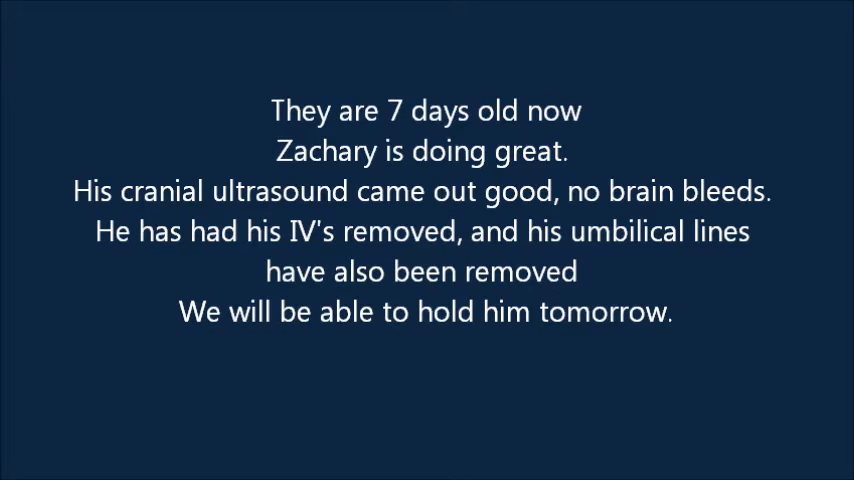 They are 7 days old now
Zachary is doing great.
His cranial ultrasound came out good, no brain bleeds.
He has had his IV's removed, and his umbilical lines
have also been removed
We will be able to hold him tomorrow.